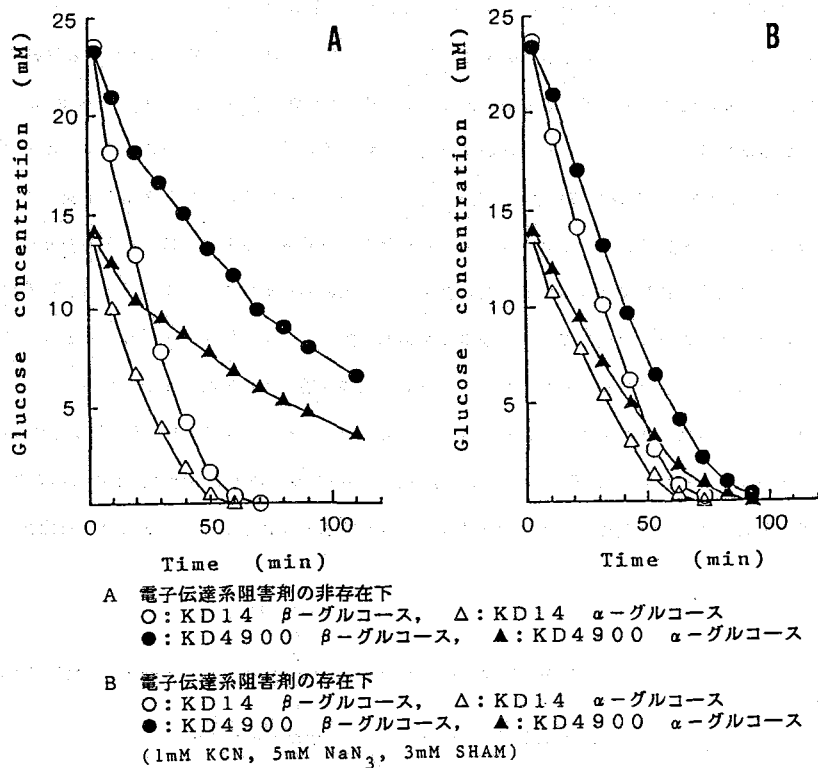 A
B
Glucose concentration (mM)
25
20
15
10
5
0
50
100
Time (min)
Glucose concentration (mM)
25
20
15
10
5
0
50
100
Time (min)
A 電子伝達系阻害剤の非存在下
○:KD14 β-グルコース, △:KD14 α-グルコース
●:KD4900 β-グルコース, ▲:KD4900 α-グルコース
B 電子伝達系阻害剤の存在下
○:KD14 β-グルコース, △:KD14 α-グルコース
●:KD4900 β-グルコース, ▲:KD4900 α-グルコース
(1mM KCN, 5mM NaN₃, 3mM SHAM)